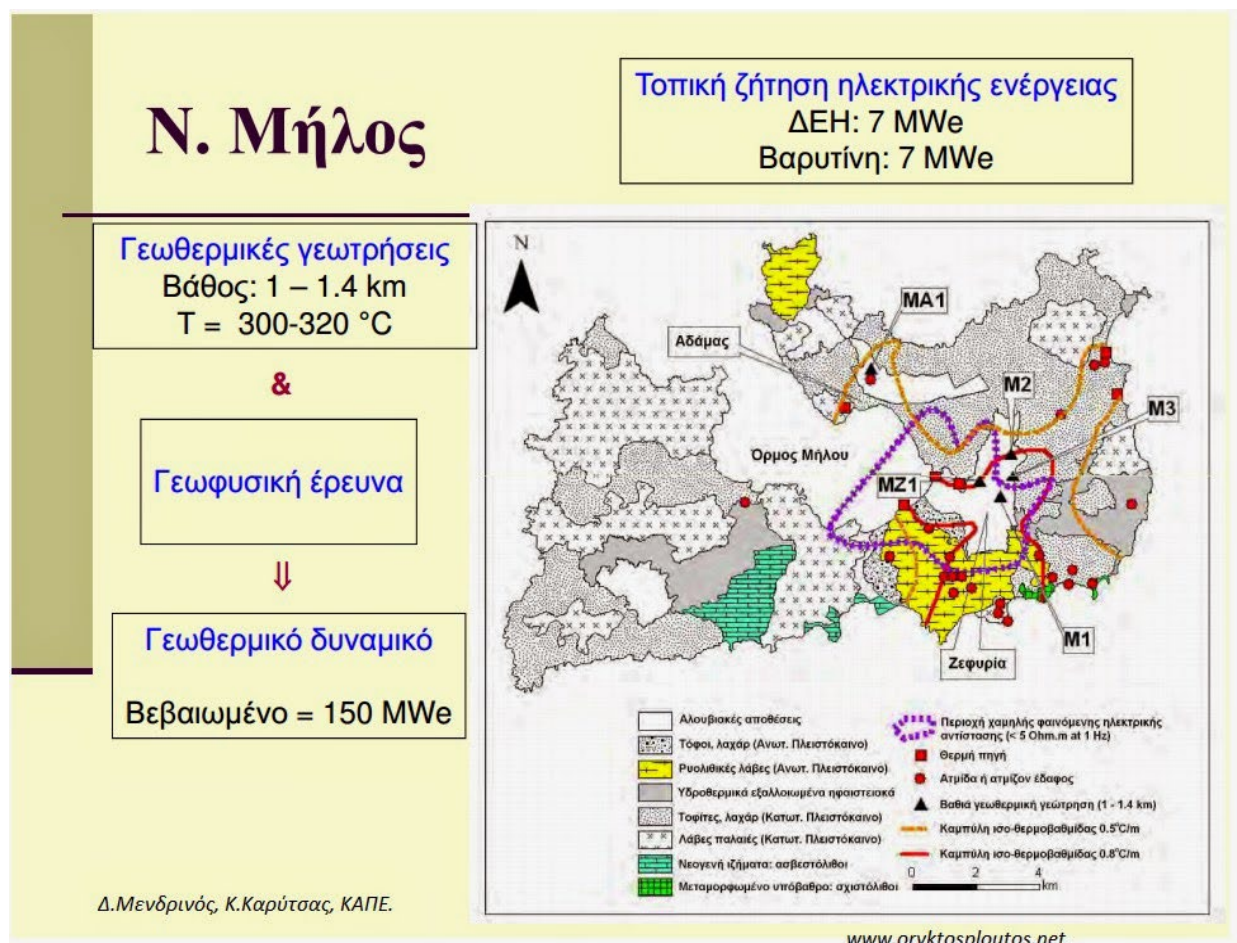 Ν. Μήλος
Τοπική ζήτηση ηλεκτρικής ενέργειας
ΔΕΗ: 7 MWe
Βαρυτίνη: 7 MWe
Γεωθερμικές γεωτρήσεις
Βάθος: 1 – 1.4 km
T = 300-320 °C
&
Γεωφυσική έρευνα
⇓
Γεωθερμικό δυναμικό
Βεβαιωμένο = 150 MWe
N
MA1
Αδάμας
M2
M3
Όρμος Μήλου
MZ1
M1
Ζεφυρία
Αλουβιακές αποθέσεις
Τόφοι, λαχάρ (Ανωτ. Πλειστόκαινο)
Ρυολιθικές λάβες (Ανωτ. Πλειστόκαινο)
Υδροθερμικά εξαλλοιωμένα ηφαιστειακά
Τοφίτες, λαχάρ (Κατωτ. Πλειστόκαινο)
Λάβες παλαιές (Κατωτ. Πλειστόκαινο)
Νεογενή ιζήματα: ασβεστόλιθοι
Μεταμορφωμένο υπόβαθρο: σχιστόλιθοι
Περιοχή χαμηλής φαινόμενης ηλεκτρικής
αντίστασης (< 5 Ohm.m at 1 Hz)
Θερμή πηγή
Ατμίδα ή ατμίζον έδαφος
Βαθιά γεωθερμική γεώτρηση (1 - 1.4 km)
Καμπύλη ισο-θερμοβαθμίδας 0.5°C/m
Καμπύλη ισο-θερμοβαθμίδας 0.8°C/m
0 2 4
km
Δ.Μενδρινός, Κ.Καρύτσας, ΚΑΠΕ.
www.oryktosploutos.net